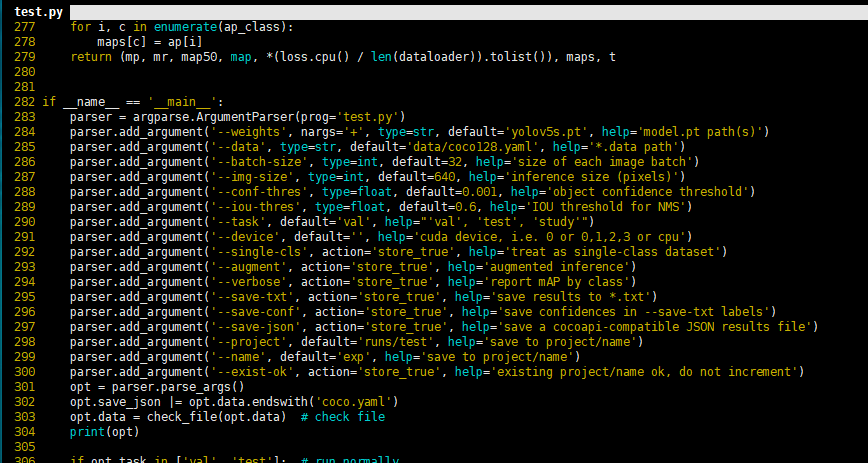 test.py
277     for i, c in enumerate(ap_class):
278         maps[c] = ap[i]
279     return (mp, mr, map50, map, *(loss.cpu() / len(dataloader)).tolist()), maps, t
280
281
282 if __name__ == '__main__':
283     parser = argparse.ArgumentParser(prog='test.py')
284     parser.add_argument('--weights', nargs='+', type=str, default='yolov5s.pt', help='model.pt path(s)')
285     parser.add_argument('--data', type=str, default='data/coco128.yaml', help='*.data path')
286     parser.add_argument('--batch-size', type=int, default=32, help='size of each image batch')
287     parser.add_argument('--img-size', type=int, default=640, help='inference size (pixels)')
288     parser.add_argument('--conf-thres', type=float, default=0.001, help='object confidence threshold')
289     parser.add_argument('--iou-thres', type=float, default=0.6, help='IOU threshold for NMS')
290     parser.add_argument('--task', default='val', help="'val', 'test', 'study'")
291     parser.add_argument('--device', default='', help='cuda device, i.e. 0 or 0,1,2,3 or cpu')
292     parser.add_argument('--single-cls', action='store_true', help='treat as single-class dataset')
293     parser.add_argument('--augment', action='store_true', help='augmented inference')
294     parser.add_argument('--verbose', action='store_true', help='report mAP by class')
295     parser.add_argument('--save-txt', action='store_true', help='save results to *.txt')
296     parser.add_argument('--save-conf', action='store_true', help='save confidences in --save-txt labels')
297     parser.add_argument('--save-json', action='store_true', help='save a cocoapi-compatible JSON results file')
298     parser.add_argument('--project', default='runs/test', help='save to project/name')
299     parser.add_argument('--name', default='exp', help='save to project/name')
300     parser.add_argument('--exist-ok', action='store_true', help='existing project/name ok, do not increment')
301     opt = parser.parse_args()
302     opt.save_json |= opt.data.endswith('coco.yaml')
303     opt.data = check_file(opt.data)  # check file
304     print(opt)
305
306     if opt.task in ['val', 'test']:  # run normally